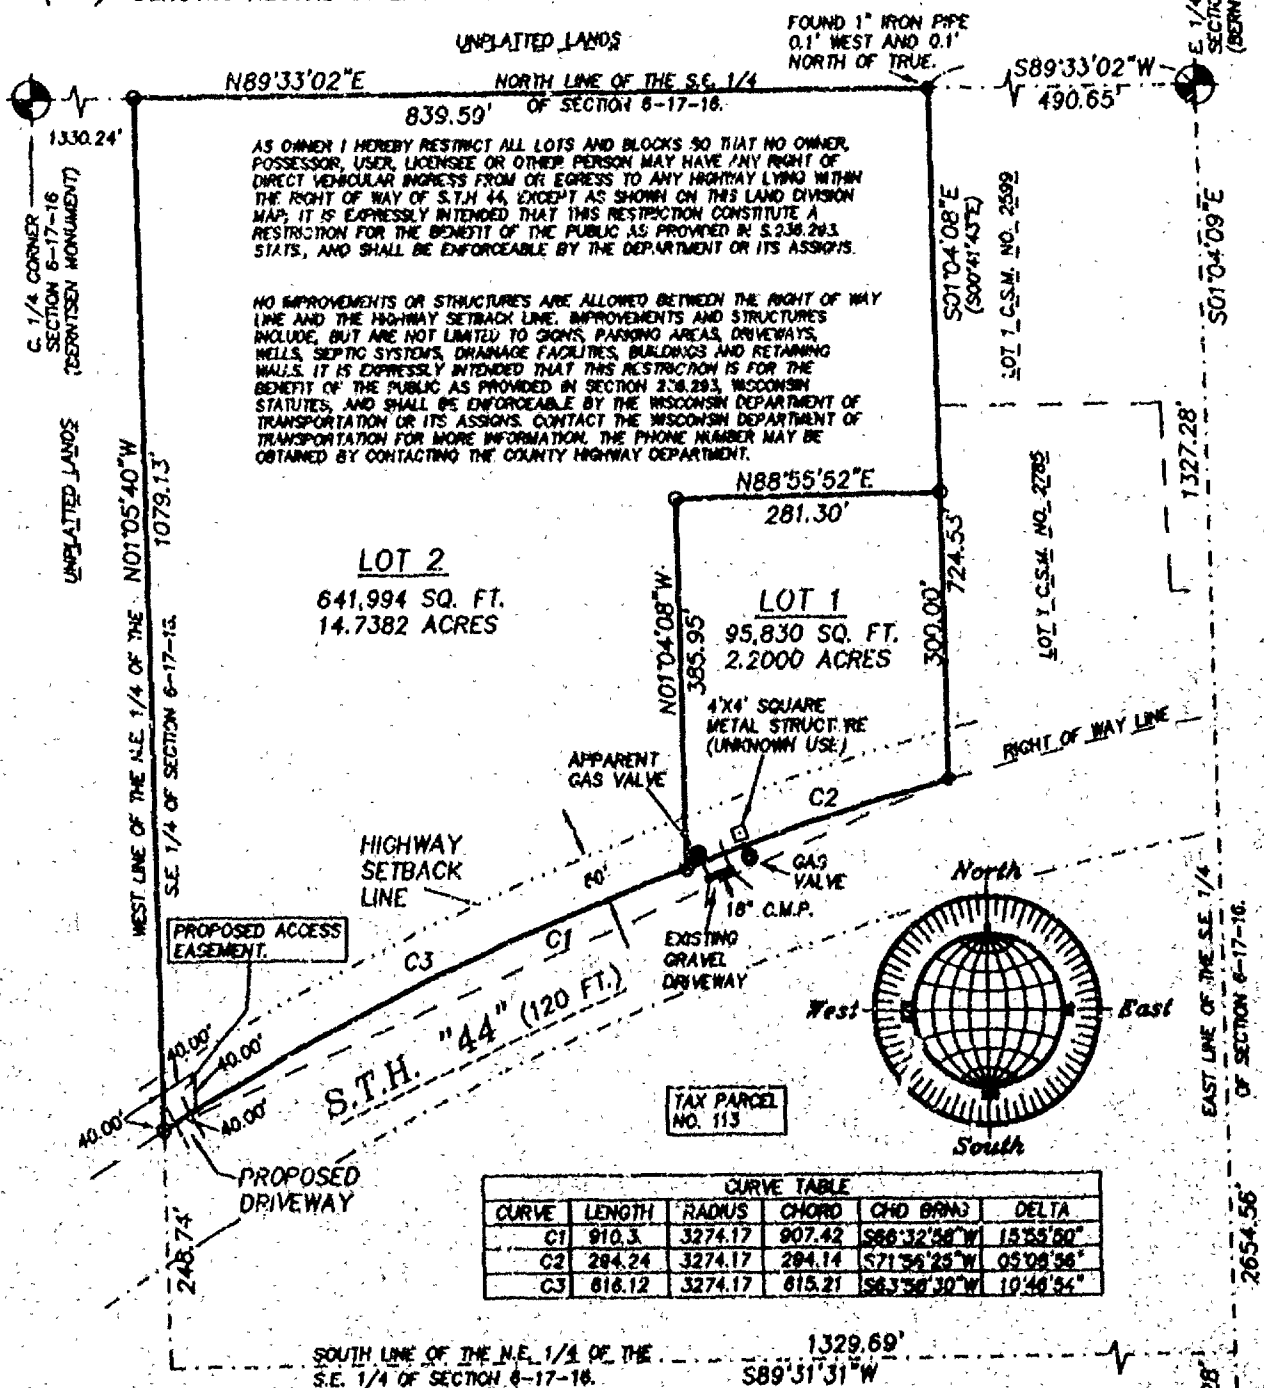 UNPLATTED LANDS
FOUND 1" IRON PIPE
0.1' WEST AND 0.1'
NORTH OF TRUE.
E. 1/4
N89°33'02"E
NORTH LINE OF THE S.E. 1/4
OF SECTION 6-17-16.
839.50'
S89°33'02"W
490.65'
1330.24'
C. 1/4 CORNER
SECTION 6-17-16
(BERNTSEN MONUMENT)
AS OWNER I HEREBY RESTRICT ALL LOTS AND BLOCKS SO THAT NO OWNER,
POSSESSOR, USER, LICENSEE OR OTHER PERSON MAY HAVE ANY RIGHT OF
DIRECT VEHICULAR INGRESS FROM OR EGRESS TO ANY HIGHWAY LYING WITHIN
THE RIGHT OF WAY OF S.T.H 44, EXCEPT AS SHOWN ON THIS LAND DIVISION
MAP; IT IS EXPRESSLY INTENDED THAT THIS RESTRICTION CONSTITUTE A
RESTRICTION FOR THE BENEFIT OF THE PUBLIC AS PROVIDED IN S.236.293.
STATS., AND SHALL BE ENFORCEABLE BY THE DEPARTMENT OR ITS ASSIGNS.
NO IMPROVEMENTS OR STRUCTURES ARE ALLOWED BETWEEN THE RIGHT OF WAY
LINE AND THE HIGHWAY SETBACK LINE. IMPROVEMENTS AND STRUCTURES
INCLUDE, BUT ARE NOT LIMITED TO SIGNS, PARKING AREAS, DRIVEWAYS,
WELLS, SEPTIC SYSTEMS, DRAINAGE FACILITIES, BUILDINGS AND RETAINING
WALLS. IT IS EXPRESSLY INTENDED THAT THIS RESTRICTION IS FOR THE
BENEFIT OF THE PUBLIC AS PROVIDED IN SECTION 236.293, WISCONSIN
STATUTES, AND SHALL BE ENFORCEABLE BY THE WISCONSIN DEPARTMENT OF
TRANSPORTATION OR ITS ASSIGNS. CONTACT THE WISCONSIN DEPARTMENT OF
TRANSPORTATION FOR MORE INFORMATION. THE PHONE NUMBER MAY BE
OBTAINED BY CONTACTING THE COUNTY HIGHWAY DEPARTMENT.
S01°04'08"E
(S00°41'43"E)
LOT 1 C.S.M. NO. 2599
S01°04'09"E
1327.28'
UNPLATTED LANDS
WEST LINE OF THE N.E. 1/4 OF THE
N01°05'40"W
1079.13'
S.E. 1/4 OF SECTION 6-17-16.
N88°55'52"E
281.30'
LOT 1 C.S.M. NO. 2785
LOT 2
641,994 SQ. FT.
14.7382 ACRES
N01°04'08"W
385.95'
LOT 1
95,830 SQ. FT.
2.2000 ACRES
300.00'
724.53'
4'X4' SQUARE
METAL STRUCT RE
(UNKNOWN USE)
APPARENT
GAS VALVE
RIGHT OF WAY LINE
C2
HIGHWAY
SETBACK
LINE
60'
GAS
VALVE
18" C.M.P.
EXISTING
GRAVEL
DRIVEWAY
C1
C3
PROPOSED ACCESS
EASEMENT.
S.T.H. "44" (120 FT.)
North
West
East
South
40.00'
40.00'
40.00'
40.00'
PROPOSED
DRIVEWAY
248.74'
TAX PARCEL
NO. 113
EAST LINE OF THE S.E. 1/4
OF SECTION 6-17-16.
2654.56'
CURVE TABLE
CURVE LENGTH RADIUS CHORD CHD BRNG DELTA
C1 910.3 3274.17 907.42 S66°32'58"W 15°55'50"
C2 294.24 3274.17 294.14 S71°56'25"W 05°08'56"
C3 616.12 3274.17 615.21 S63°58'30"W 10°46'54"
SOUTH LINE OF THE N.E. 1/4 OF THE
S.E. 1/4 OF SECTION 6-17-16.
1329.69'
S89°31'31"W